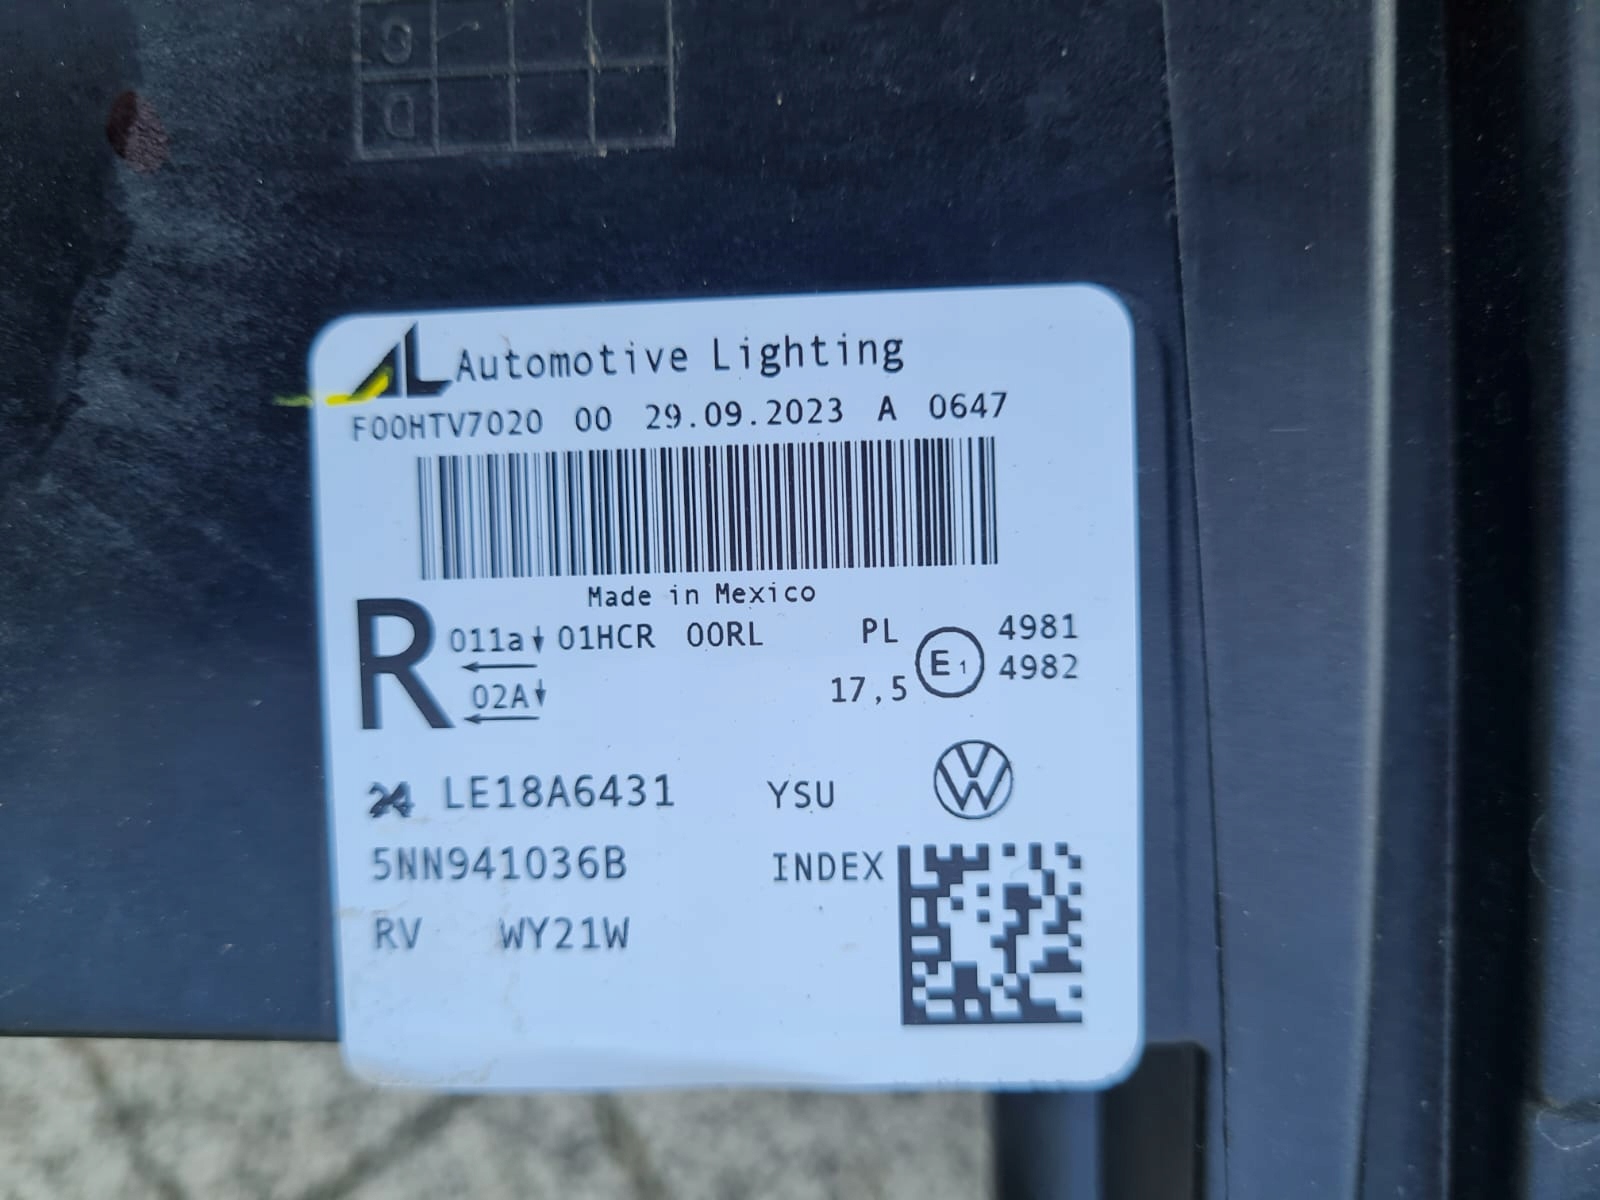 C
D
AL Automotive Lighting
F00HTV7020 00 29.09.2023 A 0647
Made in Mexico
R 011a 01HCR 00RL PL E1 4981
02A 17,5 4982
LE18A6431 YSU
5NN941036B INDEX
RV WY21W